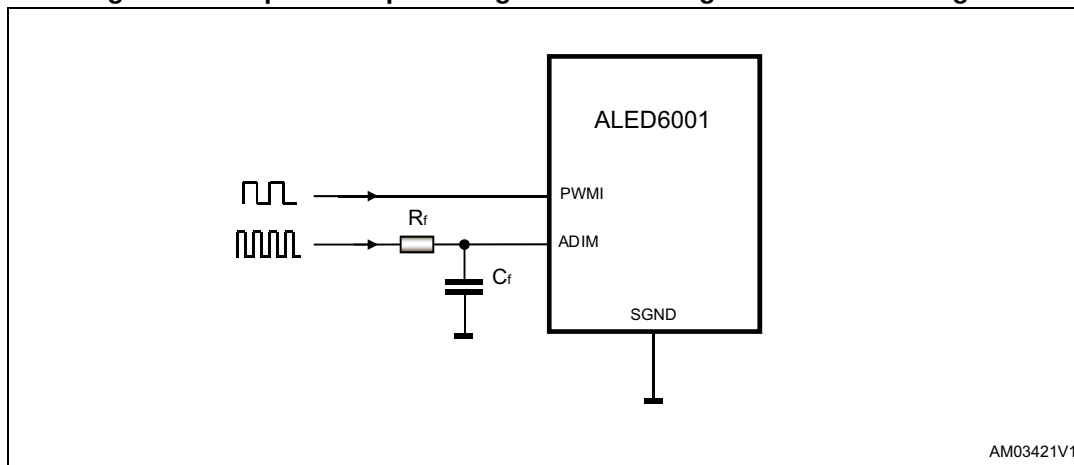 ALED6001
PWMI
Rf
ADIM
Cf
SGND
AM03421V1